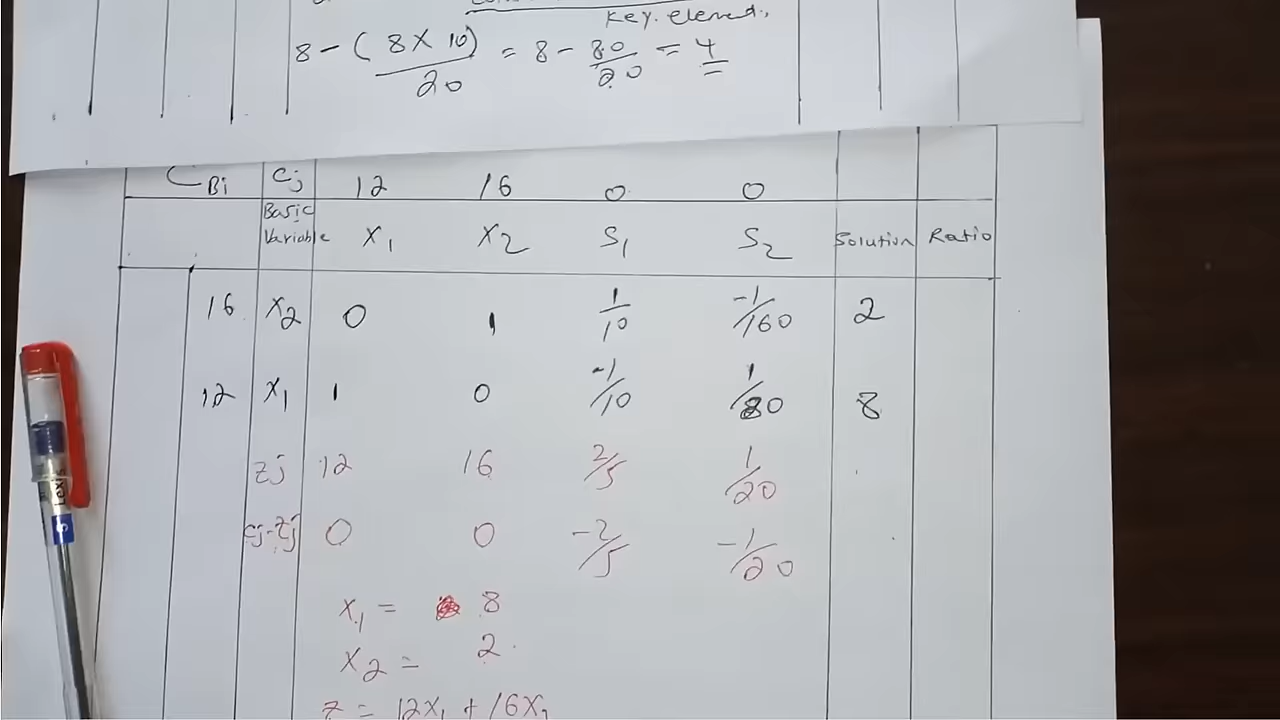 Key. element.
8 - ( 8 X 10 ) / 20 = 8 - 80/20 = 4
CBi Cj 12 16 0 0
Basic Variable X1 X2 S1 S2 Solution Ratio
16 X2 0 1 1/10 -1/160 2
12 X1 1 0 -1/10 1/80 8
Zj 12 16 2/5 1/20
Cj-Zj 0 0 -2/5 -1/20
X1 = 8
X2 = 2.
Z = 12X1 + 16X2